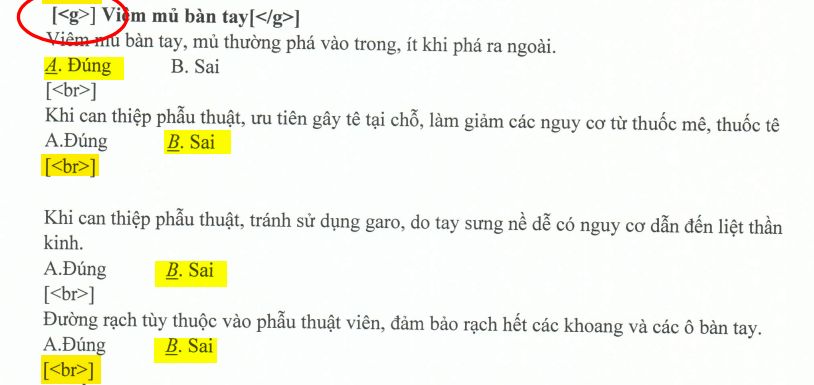 [<g>] Viêm mủ bàn tay[</g>]
Viêm mủ bàn tay, mủ thường phá vào trong, ít khi phá ra ngoài.
A. Đúng B. Sai
[<br>]
Khi can thiệp phẫu thuật, ưu tiên gây tê tại chỗ, làm giảm các nguy cơ từ thuốc mê, thuốc tê
A.Đúng B. Sai
[<br>]
Khi can thiệp phẫu thuật, tránh sử dụng garo, do tay sưng nề dễ có nguy cơ dẫn đến liệt thần
kinh.
A.Đúng B. Sai
[<br>]
Đường rạch tùy thuộc vào phẫu thuật viên, đảm bảo rạch hết các khoang và các ô bàn tay.
A.Đúng B. Sai
[<br>]